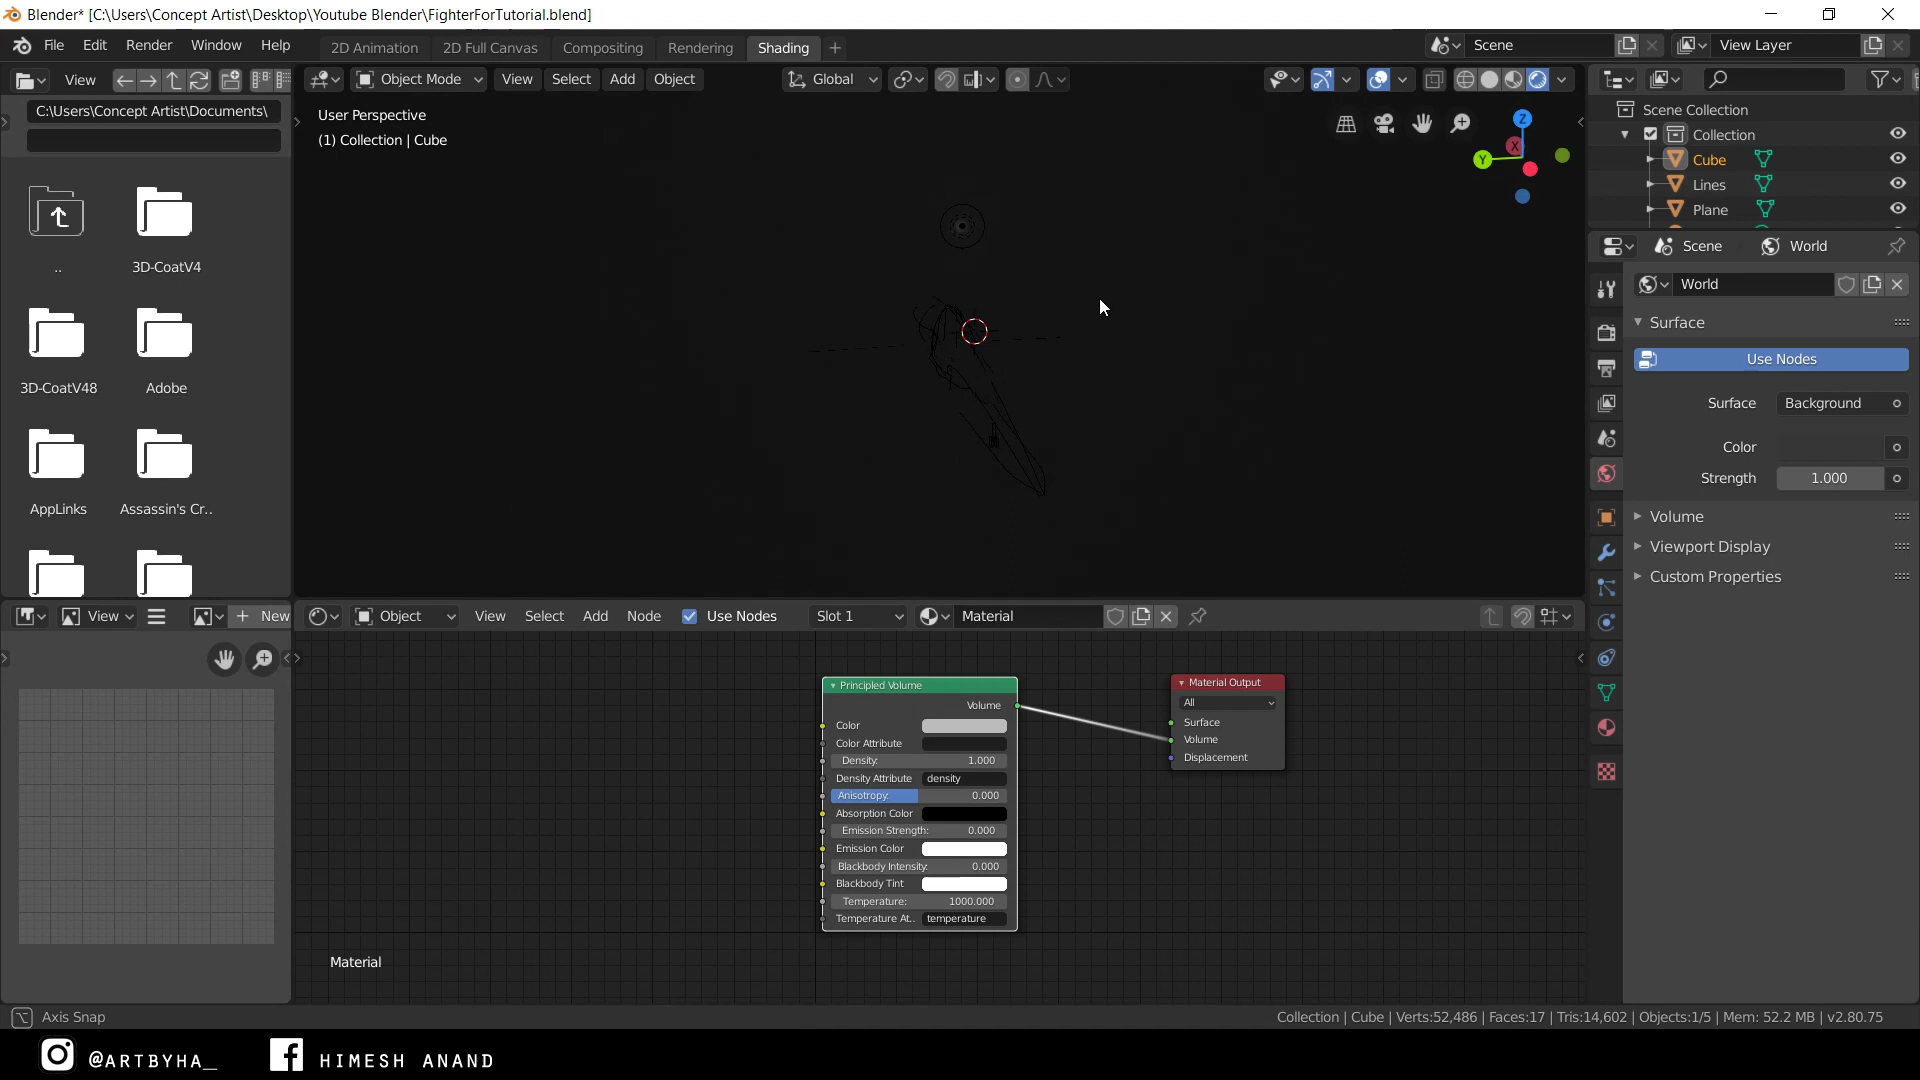 Blender* [C:\Users\Concept Artist\Desktop\Youtube Blender\FighterForTutorial.blend]
File Edit Render Window Help 2D Animation 2D Full Canvas Compositing Rendering Shading Scene View Layer
View Object Mode View Select Add Object Global
C:\Users\Concept Artist\Documents\
User Perspective
(1) Collection | Cube
Z
X
Y
Scene Collection
Collection
Cube
Lines
Plane
.. 3D-CoatV4
3D-CoatV48 Adobe
AppLinks Assassin's Cr..
Scene World
World
Surface
Use Nodes
Surface Background
Color
Strength 1.000
Volume
Viewport Display
Custom Properties
View New Object View Select Add Node Use Nodes Slot 1 Material
Principled Volume
Volume
Color
Color Attribute
Density: 1.000
Density Attribute density
Anisotropy: 0.000
Absorption Color
Emission Strength: 0.000
Emission Color
Blackbody Intensity: 0.000
Blackbody Tint
Temperature: 1000.000
Temperature At.. temperature
Material Output
All
Surface
Volume
Displacement
Material
Axis Snap
Collection | Cube | Verts:52,486 | Faces:17 | Tris:14,602 | Objects:1/5 | Mem: 52.2 MB | v2.80.75
@ARTBYHA_ HIMESH ANAND